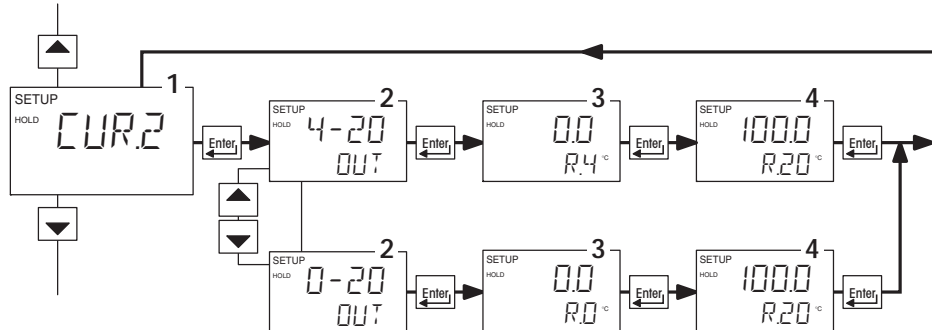 1
SETUP
HOLD
CUR.2
Enter
2
SETUP
HOLD
4-20
OUT
Enter
3
SETUP
HOLD
0.0
R.4 °C
Enter
4
SETUP
HOLD
100.0
R.20 °C
Enter
2
SETUP
HOLD
0-20
OUT
Enter
3
SETUP
HOLD
0.0
R.0 °C
Enter
4
SETUP
HOLD
100.0
R.20 °C
Enter